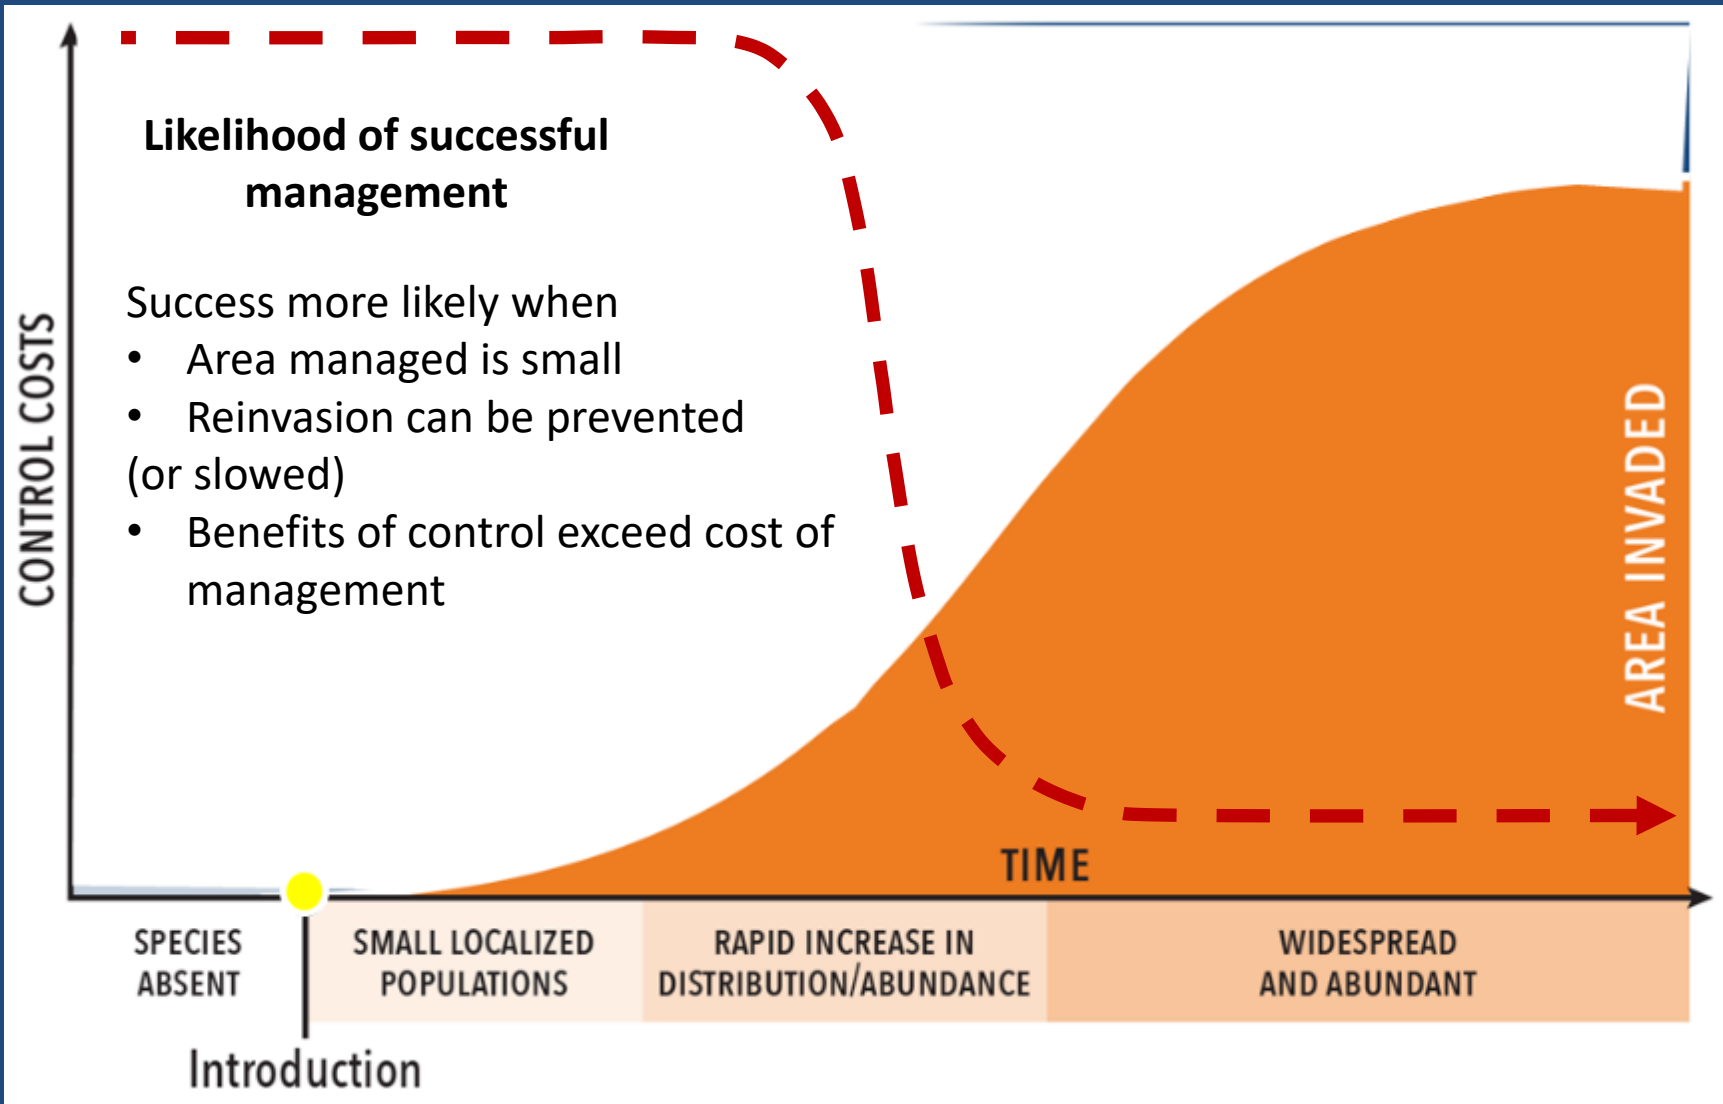 Likelihood of successful
management
Success more likely when
• Area managed is small
• Reinvasion can be prevented
(or slowed)
• Benefits of control exceed cost of
management
CONTROL COSTS
AREA INVADED
TIME
SPECIES
ABSENT
SMALL LOCALIZED
POPULATIONS
RAPID INCREASE IN
DISTRIBUTION/ABUNDANCE
WIDESPREAD
AND ABUNDANT
Introduction